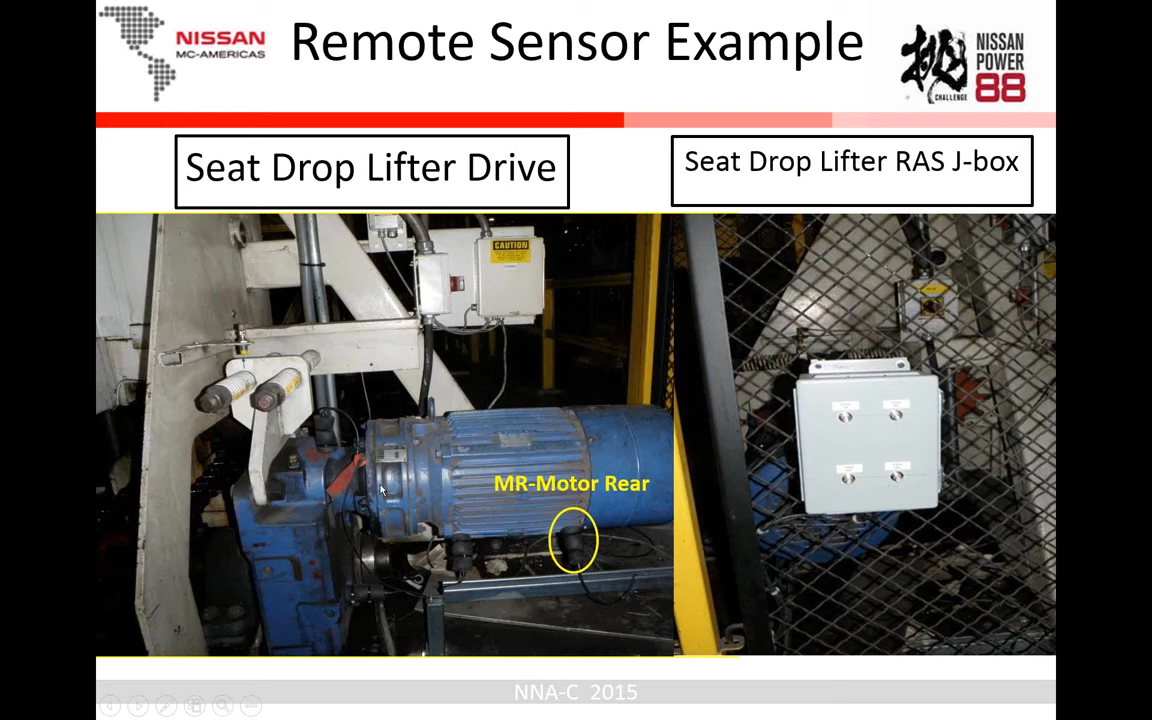 NISSAN
MC-AMERICAS
Remote Sensor Example
挑
CHALLENGE
NISSAN
POWER
88
Seat Drop Lifter Drive
Seat Drop Lifter RAS J-box
CAUTION
MR-Motor Rear
NNA-C 2015